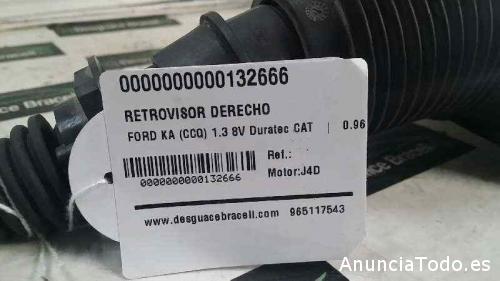 0000000000132666
RETROVISOR DERECHO
FORD KA (CCQ) 1.3 8V Duratec CAT | 0.96
Ref.:
0000000000132666
Motor:J4D
www.desguacebraceli.com 965117543
AnunciaTodo.es